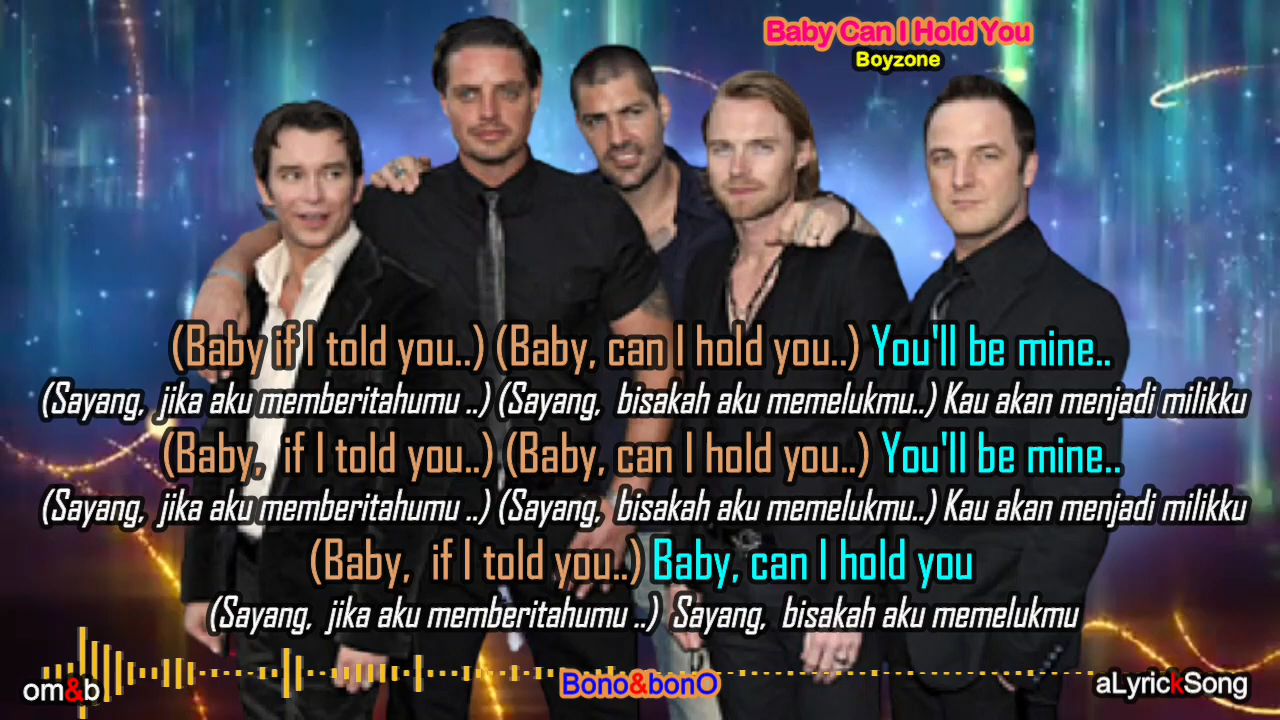 Baby Can I Hold You
Boyzone
(Baby if I told you..) (Baby, can I hold you..) You'll be mine..
(Sayang, jika aku memberitahumu ..) (Sayang, bisakah aku memelukmu..) Kau akan menjadi milikku
(Baby, if I told you..) (Baby, can I hold you..) You'll be mine..
(Sayang, jika aku memberitahumu ..) (Sayang, bisakah aku memelukmu..) Kau akan menjadi milikku
(Baby, if I told you..) Baby, can I hold you
(Sayang, jika aku memberitahumu ..) Sayang, bisakah aku memelukmu
om&b
Bono&bonO
aLyrickSong